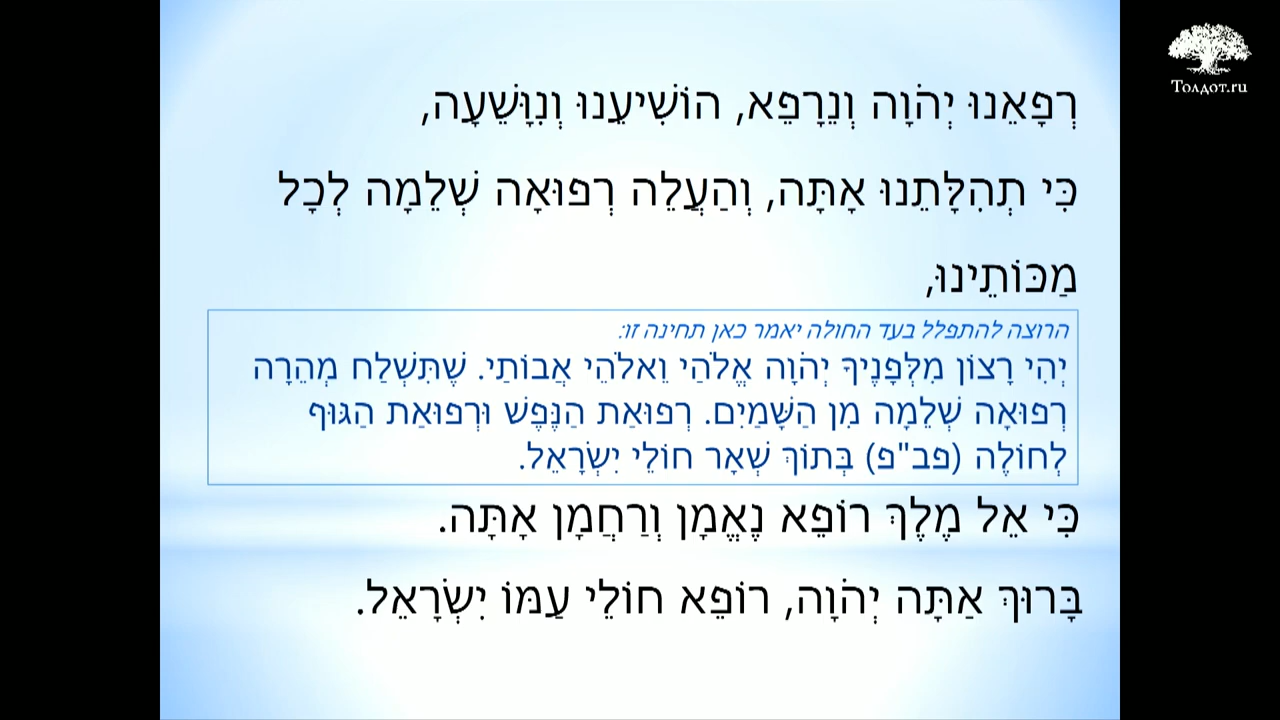 רְפָאֵנוּ יְהֹוָה וְנֵרָפֵא, הוֹשִׁיעֵנוּ וְנִוָּשֵׁעָה,
כִּי תְהִלָּתֵנוּ אָתָּה, וְהַעֲלֵה רְפוּאָה שְׁלֵמָה לְכָל
מַכּוֹתֵינוּ,
הרוצה להתפלל בעד החולה יאמר כאן תחינה זו:
יְהִי רָצוֹן מִלְּפָנֶיךָ יְהֹוָה אֱלֹהַי וֵאלֹהֵי אֲבוֹתַי. שֶׁתִּשְׁלַח מְהֵרָה
רְפוּאָה שְׁלֵמָה מִן הַשָּׁמַיִם. רְפוּאַת הַנֶּפֶשׁ וּרְפוּאַת הַגּוּף
לְחוֹלֶה (פב"פ) בְּתוֹךְ שְׁאָר חוֹלֵי יִשְׂרָאֵל.
כִּי אֵל מֶלֶךְ רוֹפֵא נֶאֱמָן וְרַחֲמָן אָתָּה.
בָּרוּךְ אַתָּה יְהֹוָה, רוֹפֵא חוֹלֵי עַמּוֹ יִשְׂרָאֵל.
Толдот.ru